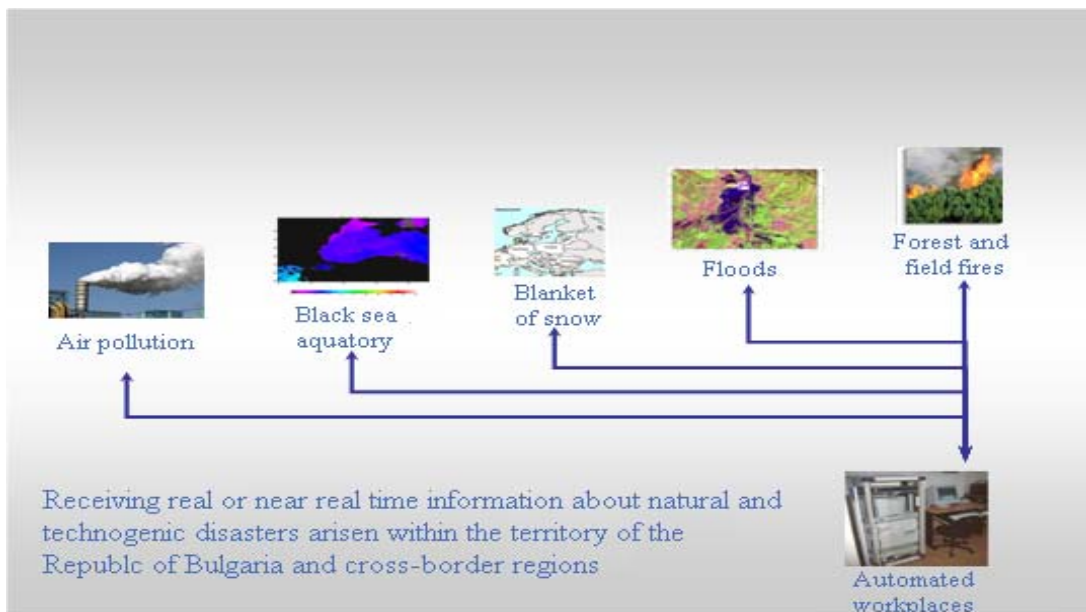 Forest and
field fires
Floods
Blanket
of snow
Black sea
aquatory
Air pollution
Receiving real or near real time information about natural and
technogenic disasters arisen within the territory of the
Republc of Bulgaria and cross-border regions
Automated
workplaces